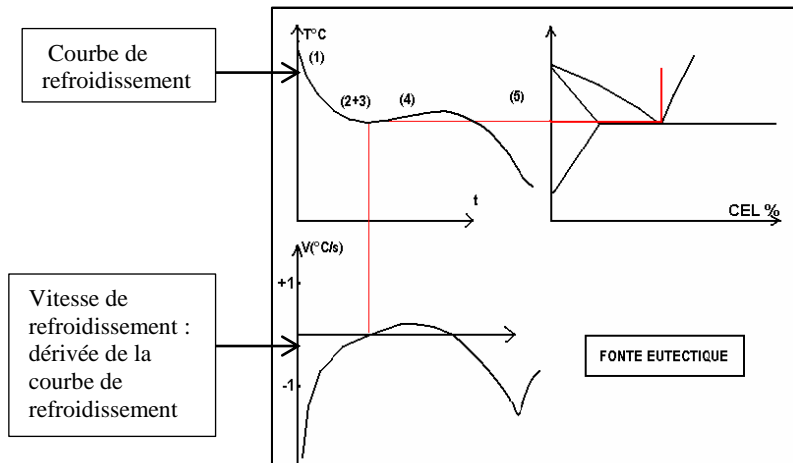 Courbe de
refroidissement
T°C
(1)
(2+3)
(4)
(5)
t
CEL %
Vitesse de
refroidissement :
dérivée de la
courbe de
refroidissement
V(°C/s)
+1
-1
FONTE EUTECTIQUE